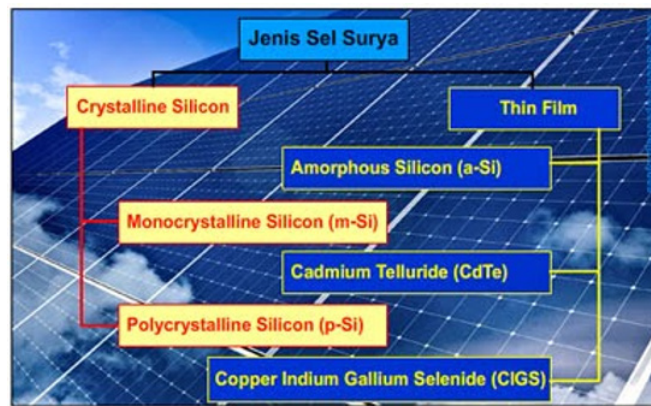 Jenis Sel Surya
Crystalline Silicon
Thin Film
Amorphous Silicon (a-Si)
Monocrystalline Silicon (m-Si)
Cadmium Telluride (CdTe)
Polycrystalline Silicon (p-Si)
Copper Indium Gallium Selenide (CIGS)